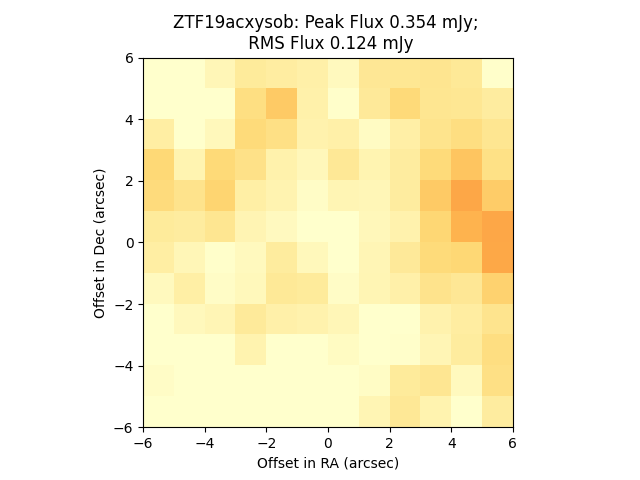 ZTF19acxysob: Peak Flux 0.354 mJy;
RMS Flux 0.124 mJy
6
4
2
0
−2
−4
−6
Offset in Dec (arcsec)
−6 −4 −2 0 2 4 6
Offset in RA (arcsec)